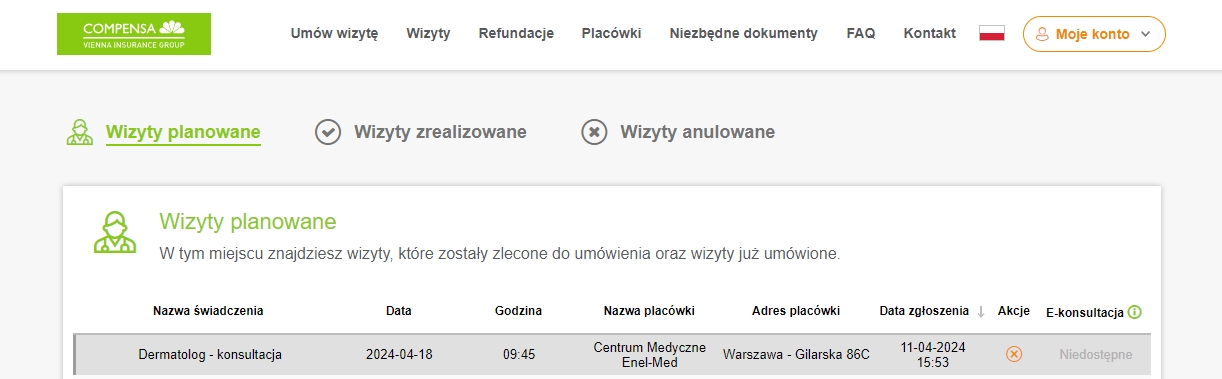 COMPENSA
VIENNA INSURANCE GROUP
Umów wizytę Wizyty Refundacje Placówki Niezbędne dokumenty FAQ Kontakt Moje konto
Wizyty planowane Wizyty zrealizowane Wizyty anulowane
Wizyty planowane
W tym miejscu znajdziesz wizyty, które zostały zlecone do umówienia oraz wizyty już umówione.
Nazwa świadczenia Data Godzina Nazwa placówki Adres placówki Data zgłoszenia ↓ Akcje E-konsultacja
Dermatolog - konsultacja 2024-04-18 09:45 Centrum Medyczne Enel-Med Warszawa - Gilarska 86C 11-04-2024 15:53 Niedostępne